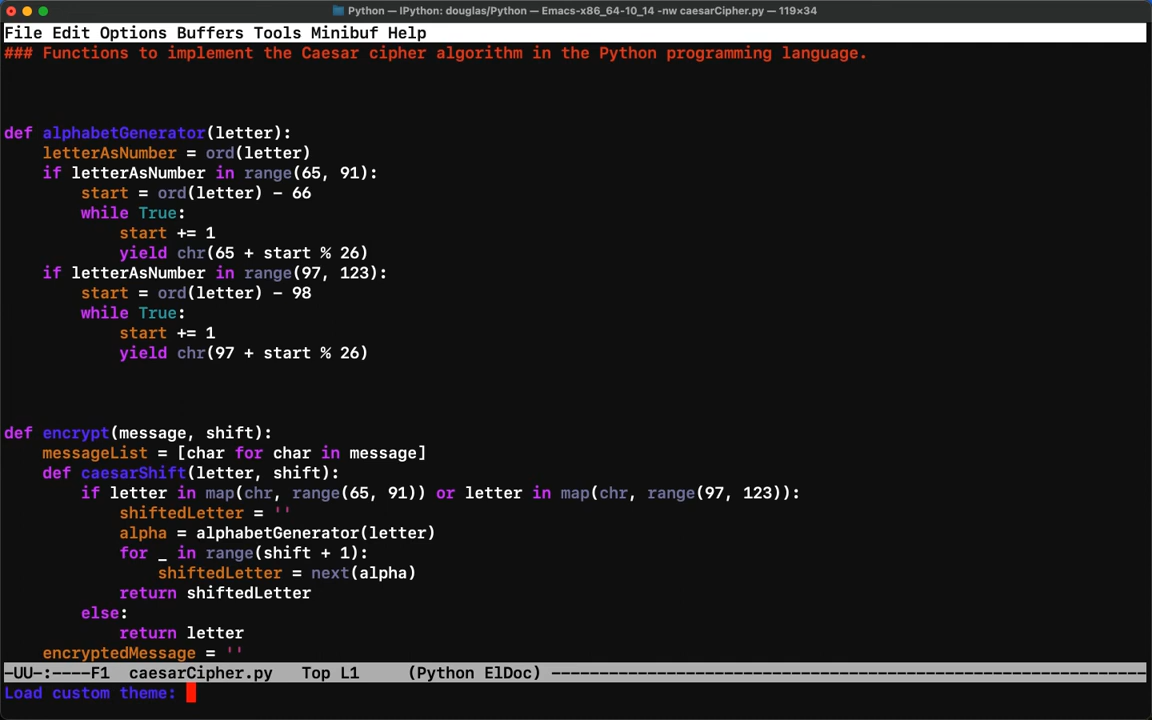 Python — IPython: douglas/Python — Emacs-x86_64-10_14 -nw caesarCipher.py — 119×34
File Edit Options Buffers Tools Minibuf Help
### Functions to implement the Caesar cipher algorithm in the Python programming language.
def alphabetGenerator(letter):
    letterAsNumber = ord(letter)
    if letterAsNumber in range(65, 91):
        start = ord(letter) - 66
        while True:
            start += 1
            yield chr(65 + start % 26)
    if letterAsNumber in range(97, 123):
        start = ord(letter) - 98
        while True:
            start += 1
            yield chr(97 + start % 26)
def encrypt(message, shift):
    messageList = [char for char in message]
    def caesarShift(letter, shift):
        if letter in map(chr, range(65, 91)) or letter in map(chr, range(97, 123)):
            shiftedLetter = ''
            alpha = alphabetGenerator(letter)
            for _ in range(shift + 1):
                shiftedLetter = next(alpha)
            return shiftedLetter
        else:
            return letter
    encryptedMessage = ''
-UU-:----F1  caesarCipher.py   Top L1     (Python ElDoc) --------------------------------------------------------------
Load custom theme: